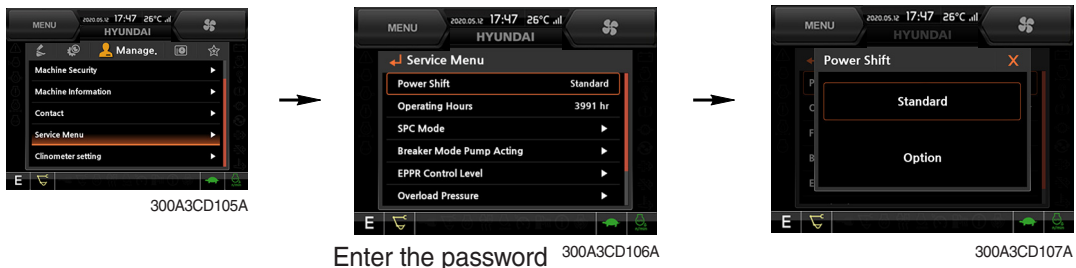 MENU
2020.05.12 17:47 26°C
HYUNDAI
Manage.
Machine Security
Machine Information
Contact
Service Menu
Clinometer setting
E
300A3CD105A
MENU
2020.05.12 17:47 26°C
HYUNDAI
Service Menu
Power Shift Standard
Operating Hours 3991 hr
SPC Mode
Breaker Mode Pump Acting
EPPR Control Level
Overload Pressure
E
Enter the password 300A3CD106A
MENU
2020.05.12 17:47 26°C
HYUNDAI
Power Shift X
Standard
Option
P
O
F
B
E
E
300A3CD107A